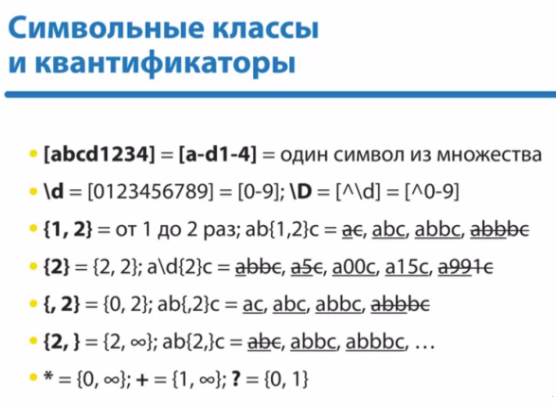 Символьные классы
и квантификаторы
• [abcd1234] = [a-d1-4] = один символ из множества
• \d = [0123456789] = [0-9]; \D = [^\d] = [^0-9]
• {1, 2} = от 1 до 2 раз; ab{1,2}c = ac, abc, abbc, abbbc
• {2} = {2, 2}; a\d{2}c = abbc, a5c, a00c, a15c, a991c
• {, 2} = {0, 2}; ab{,2}c = ac, abc, abbc, abbbc
• {2, } = {2, ∞}; ab{2,}c = abc, abbc, abbbc, …
• * = {0, ∞}; + = {1, ∞}; ? = {0, 1}